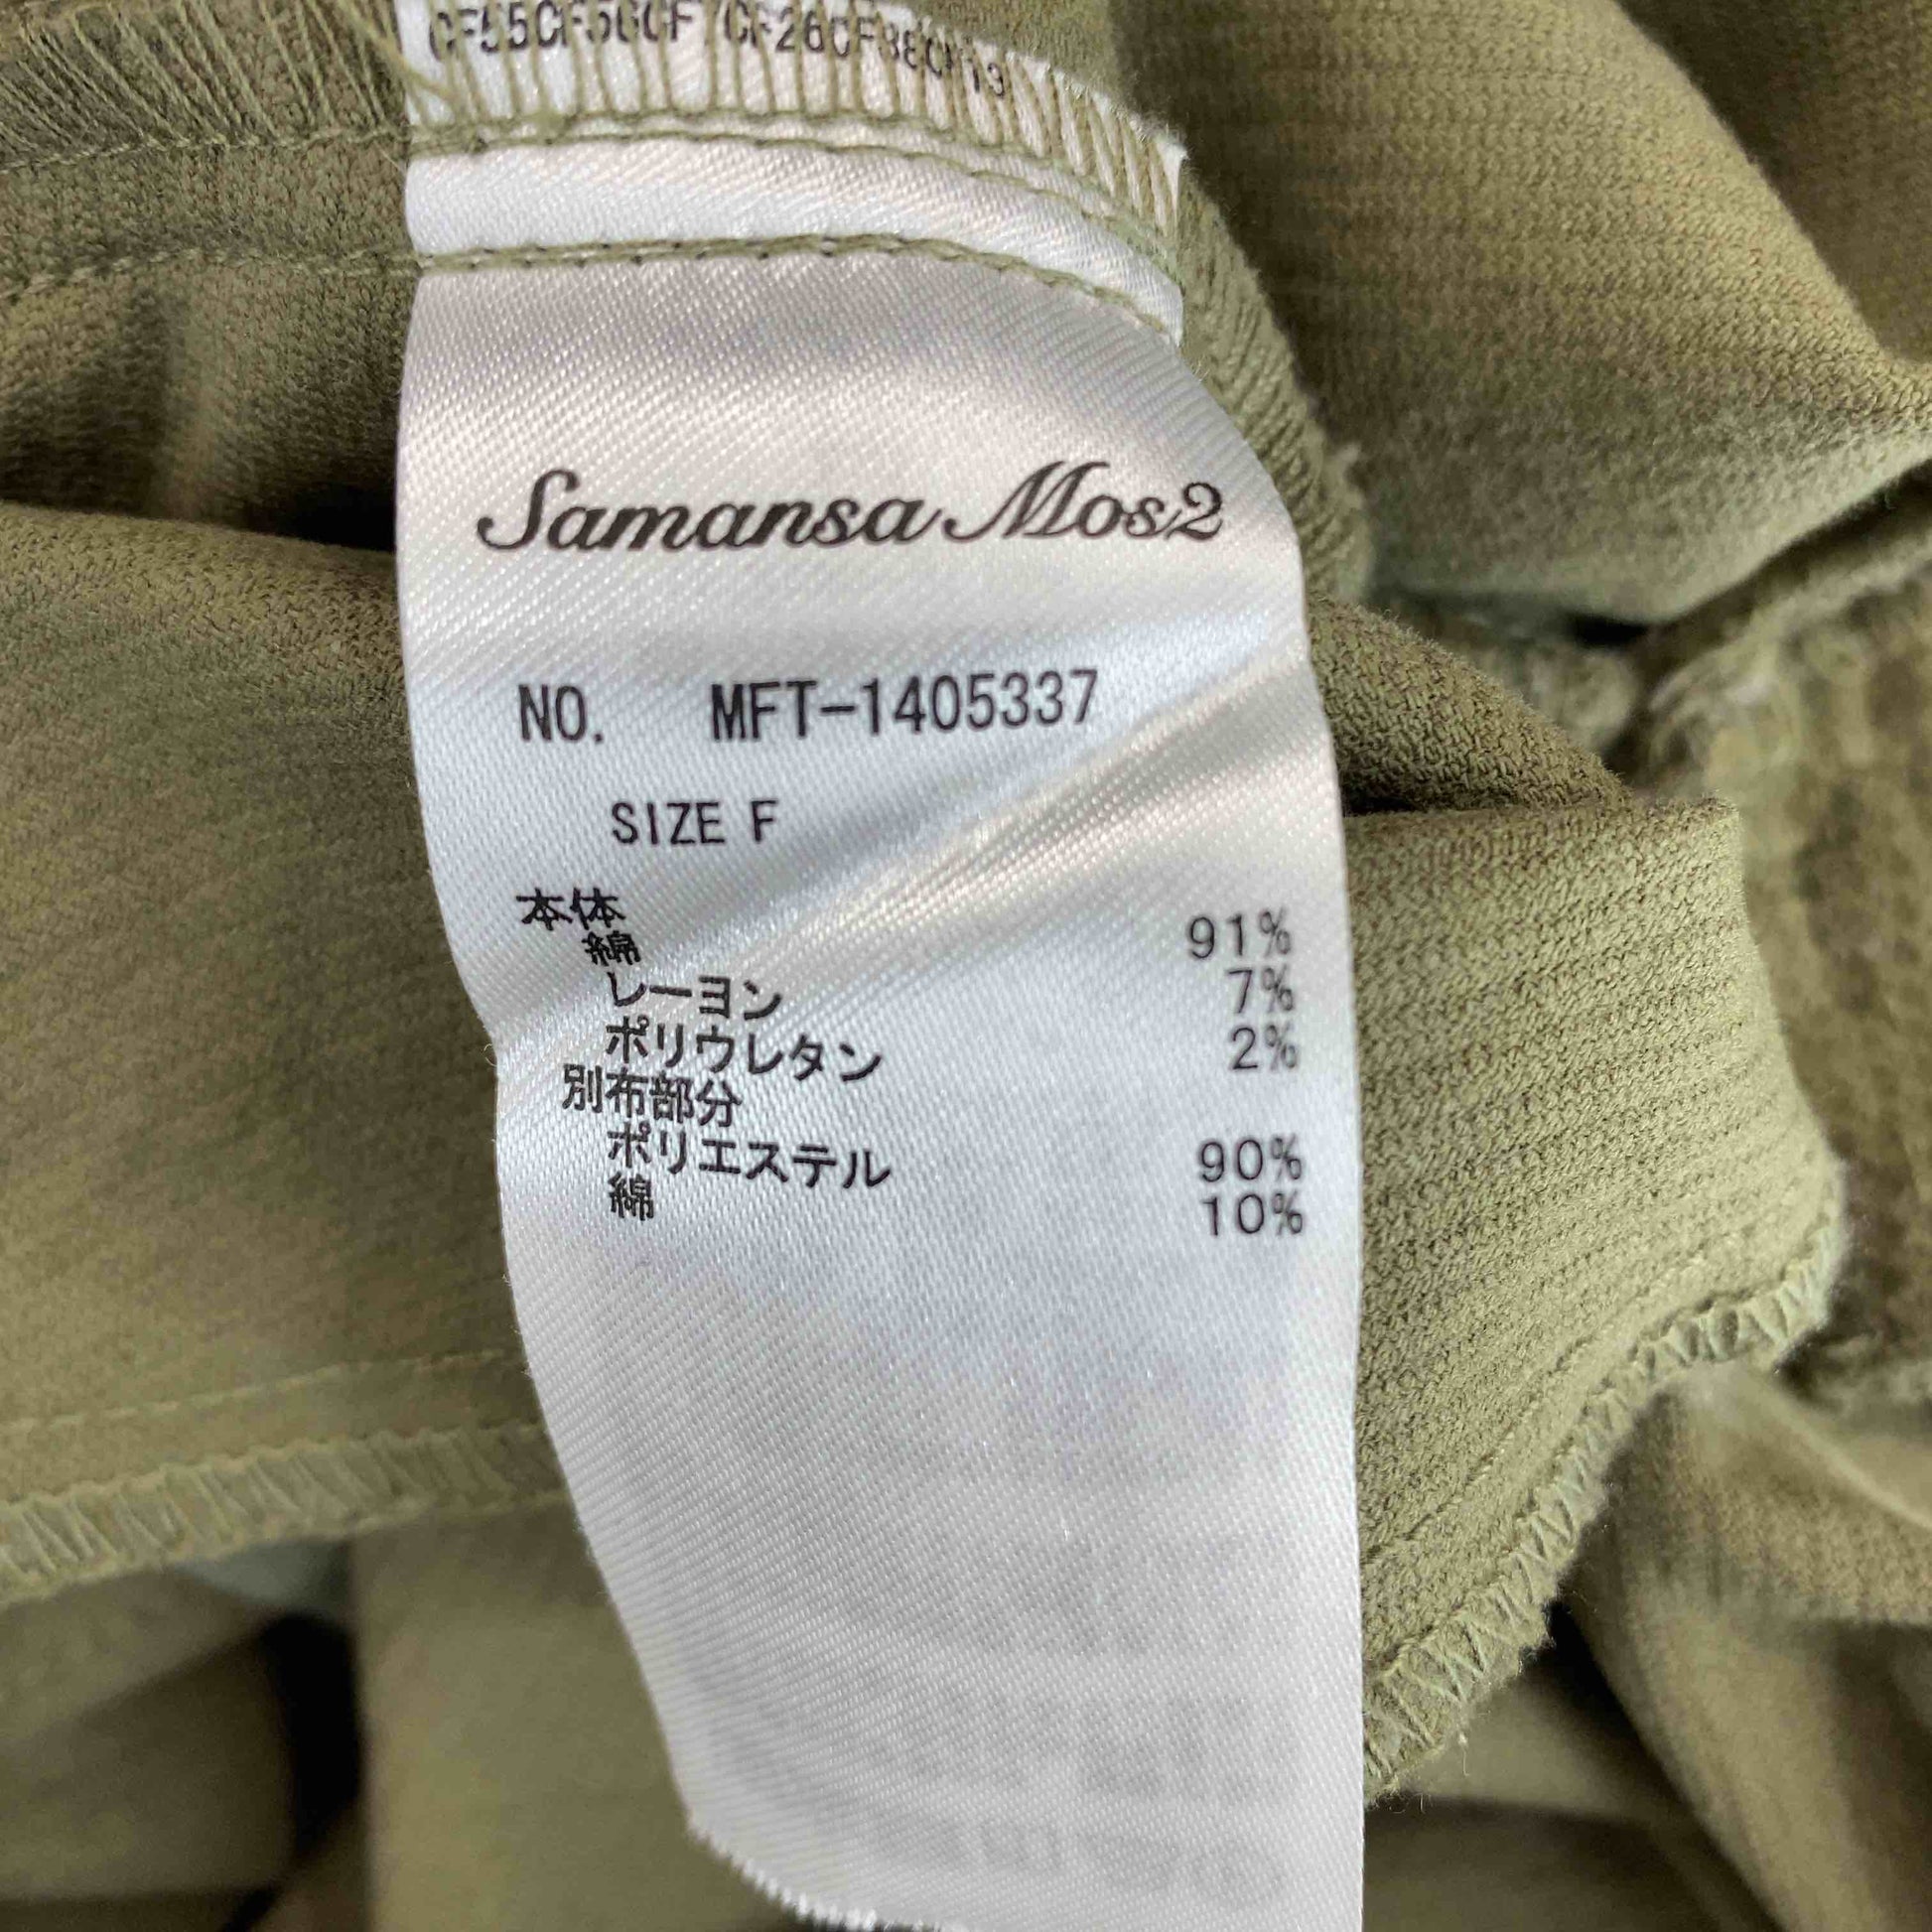 Samansa Mos2
NO. MFT-1405337
SIZE F
本体
綿 91%
レーヨン 7%
ポリウレタン 2%
別布部分
ポリエステル 90%
綿 10%